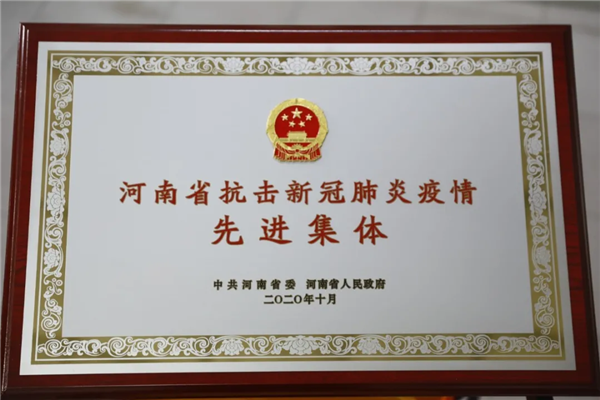 河南省抗击新冠肺炎疫情
先进集体
中共河南省委 河南省人民政府
二〇二〇年十月